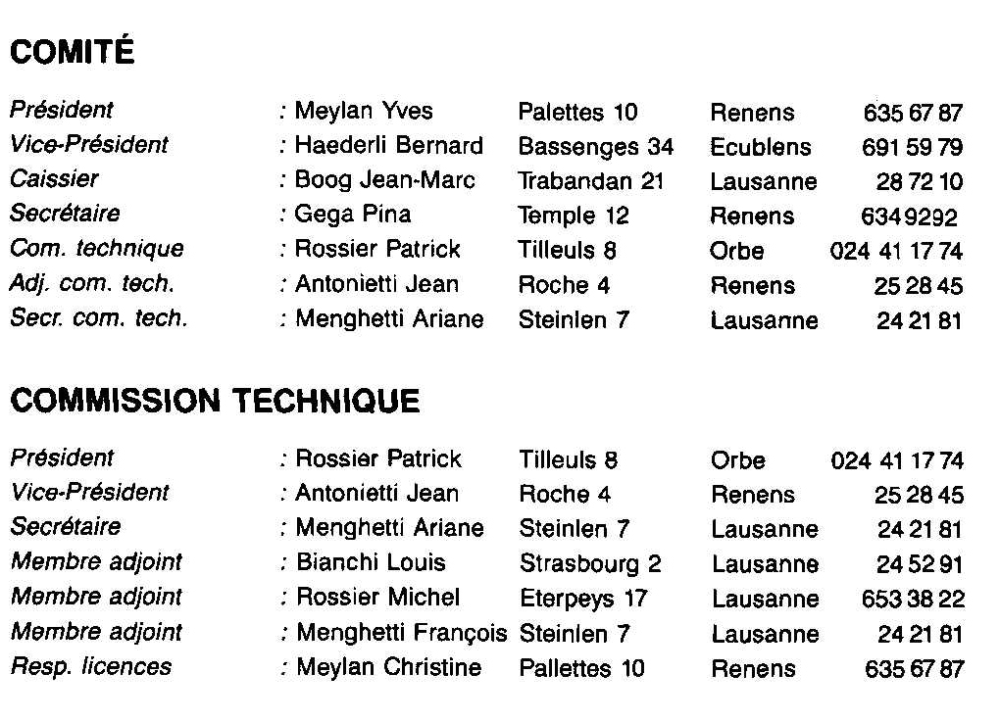 COMITÉ
Président : Meylan Yves Palettes 10 Renens 635 67 87
Vice-Président : Haederli Bernard Bassenges 34 Ecublens 691 59 79
Caissier : Boog Jean-Marc Trabandan 21 Lausanne 28 72 10
Secrétaire : Gega Pina Temple 12 Renens 6349292
Com. technique : Rossier Patrick Tilleuls 8 Orbe 024 41 17 74
Adj. com. tech. : Antonietti Jean Roche 4 Renens 25 28 45
Secr. com. tech. : Menghetti Ariane Steinlen 7 Lausanne 24 21 81
COMMISSION TECHNIQUE
Président : Rossier Patrick Tilleuls 8 Orbe 024 41 17 74
Vice-Président : Antonietti Jean Roche 4 Renens 25 28 45
Secrétaire : Menghetti Ariane Steinlen 7 Lausanne 24 21 81
Membre adjoint : Bianchi Louis Strasbourg 2 Lausanne 24 52 91
Membre adjoint : Rossier Michel Eterpeys 17 Lausanne 653 38 22
Membre adjoint : Menghetti François Steinlen 7 Lausanne 24 21 81
Resp. licences : Meylan Christine Pallettes 10 Renens 635 67 87